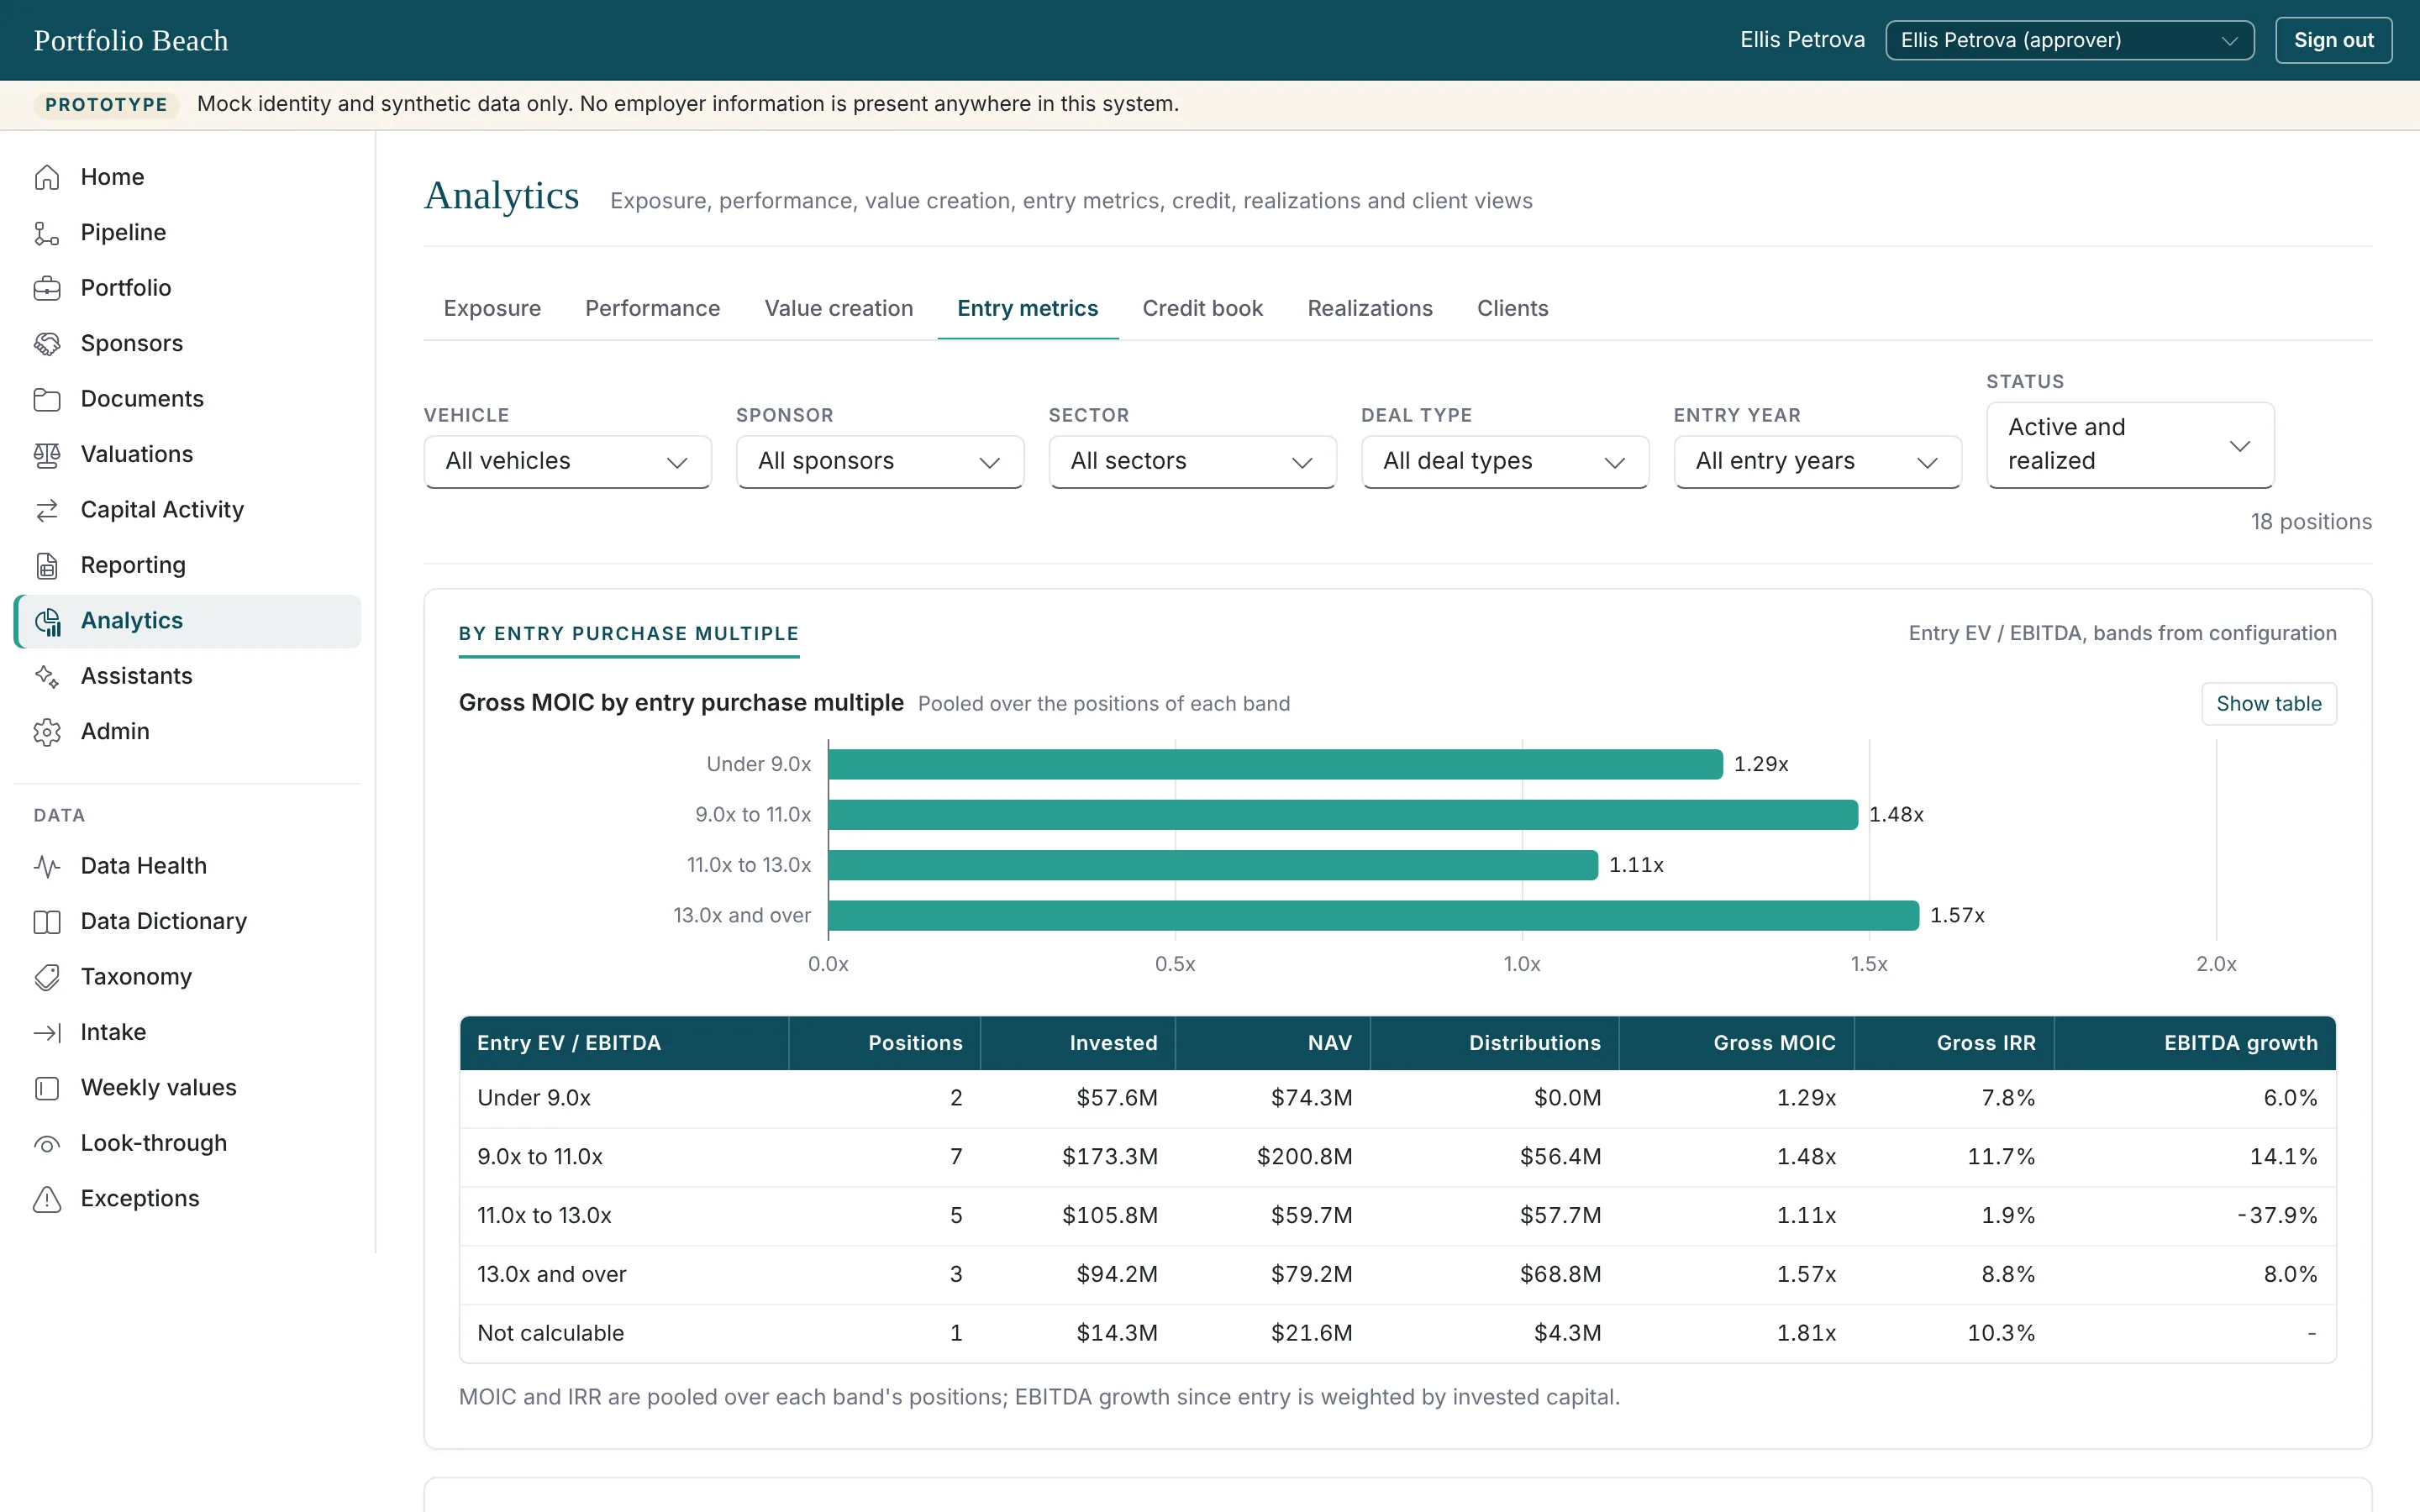 Portfolio Beach
Ellis Petrova
Ellis Petrova (approver)
Sign out
PROTOTYPE Mock identity and synthetic data only. No employer information is present anywhere in this system.
Home
Pipeline
Portfolio
Sponsors
Documents
Valuations
Capital Activity
Reporting
Analytics
Assistants
Admin
DATA
Data Health
Data Dictionary
Taxonomy
Intake
Weekly values
Look-through
Exceptions
Analytics Exposure, performance, value creation, entry metrics, credit, realizations and client views
Exposure Performance Value creation Entry metrics Credit book Realizations Clients
VEHICLE
All vehicles
SPONSOR
All sponsors
SECTOR
All sectors
DEAL TYPE
All deal types
ENTRY YEAR
All entry years
STATUS
Active and
realized
18 positions
BY ENTRY PURCHASE MULTIPLE
Entry EV / EBITDA, bands from configuration
Gross MOIC by entry purchase multiple Pooled over the positions of each band
Show table
Under 9.0x 1.29x
9.0x to 11.0x 1.48x
11.0x to 13.0x 1.11x
13.0x and over 1.57x
0.0x 0.5x 1.0x 1.5x 2.0x
Entry EV / EBITDA Positions Invested NAV Distributions Gross MOIC Gross IRR EBITDA growth
Under 9.0x 2 $57.6M $74.3M $0.0M 1.29x 7.8% 6.0%
9.0x to 11.0x 7 $173.3M $200.8M $56.4M 1.48x 11.7% 14.1%
11.0x to 13.0x 5 $105.8M $59.7M $57.7M 1.11x 1.9% -37.9%
13.0x and over 3 $94.2M $79.2M $68.8M 1.57x 8.8% 8.0%
Not calculable 1 $14.3M $21.6M $4.3M 1.81x 10.3% -
MOIC and IRR are pooled over each band's positions; EBITDA growth since entry is weighted by invested capital.